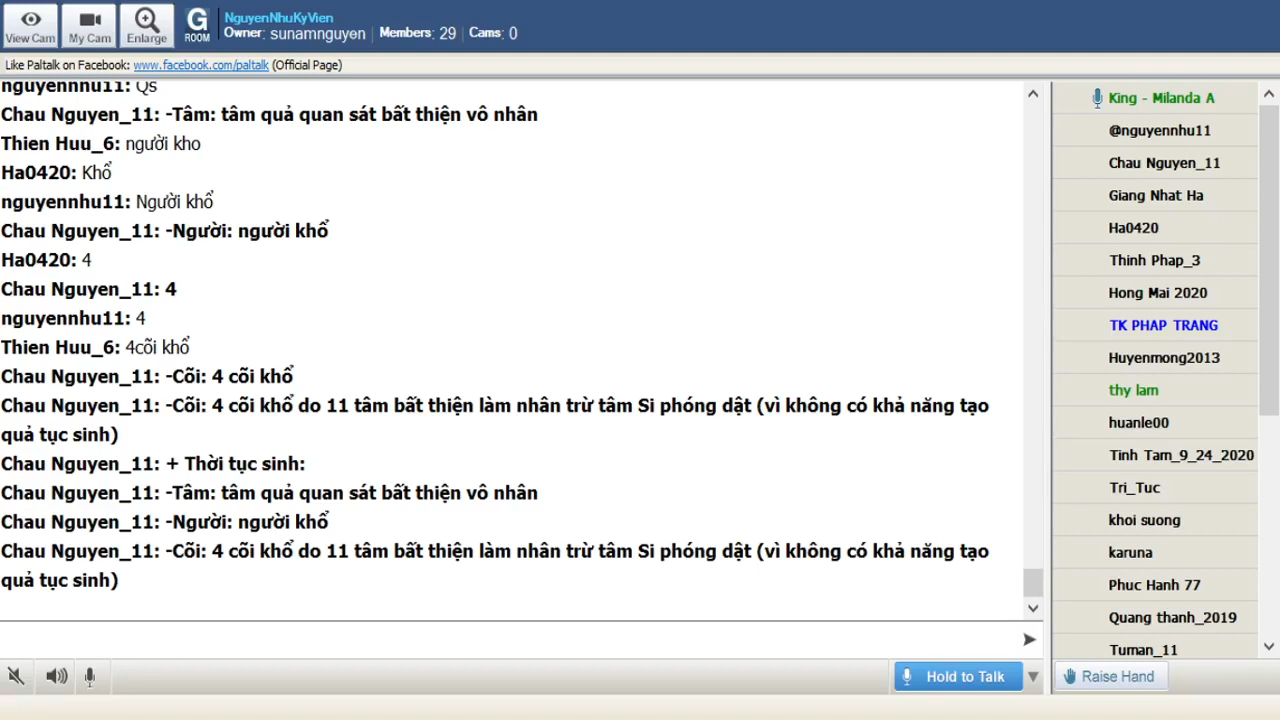 View Cam
My Cam
Enlarge
G
ROOM
NguyenNhuKyVien
Owner: sunamnguyen | Members: 29 | Cams: 0
Like Paltalk on Facebook: www.facebook.com/paltalk (Official Page)
nguyennhu11: Qs
Chau Nguyen_11: -Tâm: tâm quả quan sát bất thiện vô nhân
Thien Huu_6: người kho
Ha0420: Khổ
nguyennhu11: Người khổ
Chau Nguyen_11: -Người: người khổ
Ha0420: 4
Chau Nguyen_11: 4
nguyennhu11: 4
Thien Huu_6: 4cõi khổ
Chau Nguyen_11: -Cõi: 4 cõi khổ
Chau Nguyen_11: -Cõi: 4 cõi khổ do 11 tâm bất thiện làm nhân trừ tâm Si phóng dật (vì không có khả năng tạo
quả tục sinh)
Chau Nguyen_11: + Thời tục sinh:
Chau Nguyen_11: -Tâm: tâm quả quan sát bất thiện vô nhân
Chau Nguyen_11: -Người: người khổ
Chau Nguyen_11: -Cõi: 4 cõi khổ do 11 tâm bất thiện làm nhân trừ tâm Si phóng dật (vì không có khả năng tạo
quả tục sinh)
King - Milanda A
@nguyennhu11
Chau Nguyen_11
Giang Nhat Ha
Ha0420
Thinh Phap_3
Hong Mai 2020
TK PHAP TRANG
Huyenmong2013
thy lam
huanle00
Tinh Tam_9_24_2020
Tri_Tuc
khoi suong
karuna
Phuc Hanh 77
Quang thanh_2019
Tuman_11
Hold to Talk
Raise Hand